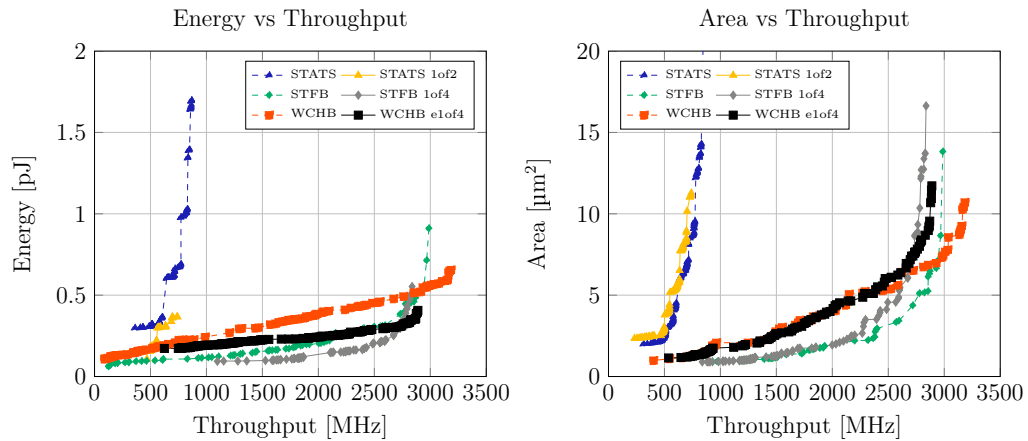 Energy vs Throughput
2
1.5
1
0.5
0
0 500 1000 1500 2000 2500 3000 3500
Energy [pJ]
Throughput [MHz]
STATS STATS 1of2
STFB STFB 1of4
WCHB WCHB e1of4
Area vs Throughput
20
15
10
5
0
0 500 1000 1500 2000 2500 3000 3500
Area [µm²]
Throughput [MHz]
STATS STATS 1of2
STFB STFB 1of4
WCHB WCHB e1of4